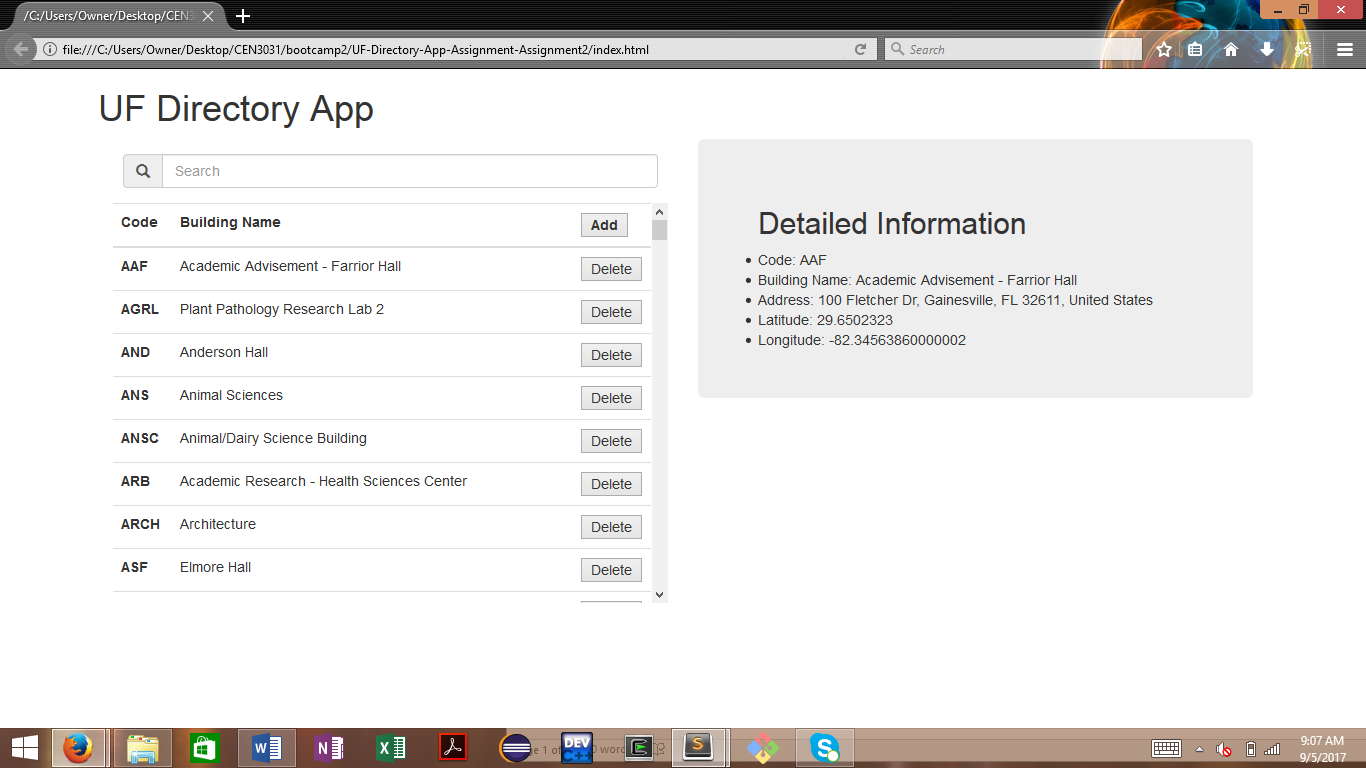 /C:/Users/Owner/Desktop/CEN3
file:///C:/Users/Owner/Desktop/CEN3031/bootcamp2/UF-Directory-App-Assignment-Assignment2/index.html
Search
UF Directory App
Search
Code Building Name Add
AAF Academic Advisement - Farrior Hall Delete
AGRL Plant Pathology Research Lab 2 Delete
AND Anderson Hall Delete
ANS Animal Sciences Delete
ANSC Animal/Dairy Science Building Delete
ARB Academic Research - Health Sciences Center Delete
ARCH Architecture Delete
ASF Elmore Hall Delete
Detailed Information
Code: AAF
Building Name: Academic Advisement - Farrior Hall
Address: 100 Fletcher Dr, Gainesville, FL 32611, United States
Latitude: 29.6502323
Longitude: -82.34563860000002
DEV
C++
9:07 AM
9/5/2017